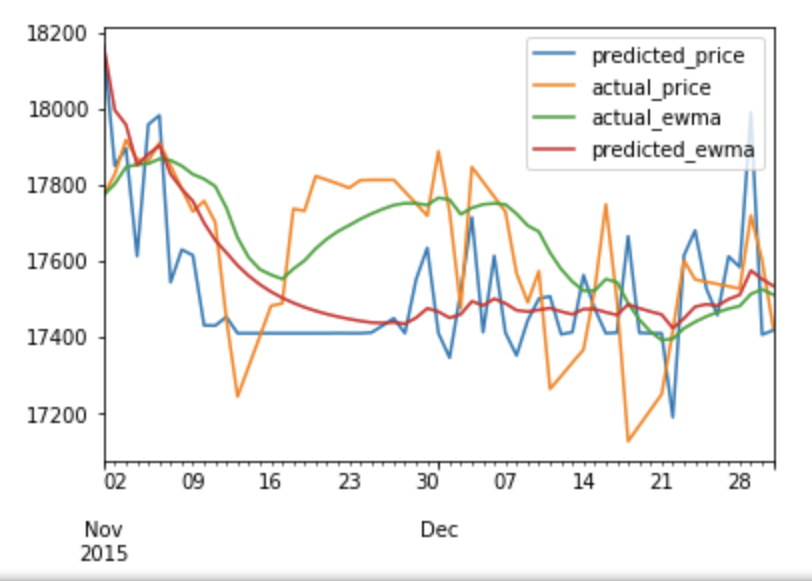 18200
18000
17800
17600
17400
17200
predicted_price
actual_price
actual_ewma
predicted_ewma
02 09 16 23 30 07 14 21 28
Nov Dec
2015